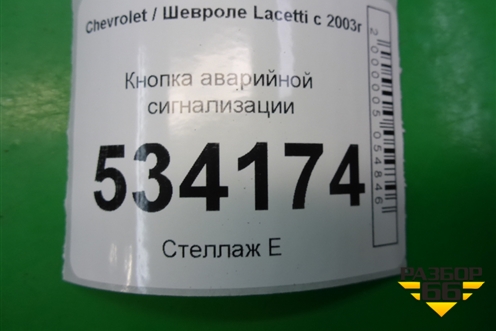 Chevrolet / Шевроле Lacetti с 2003г
Кнопка аварийной
сигнализации
534174
Стеллаж Е
2000005054846
РАЗБОР
66